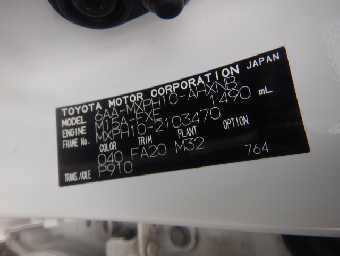 TOYOTA MOTOR CORPORATION JAPAN
MODEL 6AA-MXPH10-AHXNB
ENGINE M15A-FXE 1490 mL
FRAME No. MXPH10-2103470
COLOR TRIM PLANT OPTION
040 FA20 M32 764
TRANS./AXLE P910